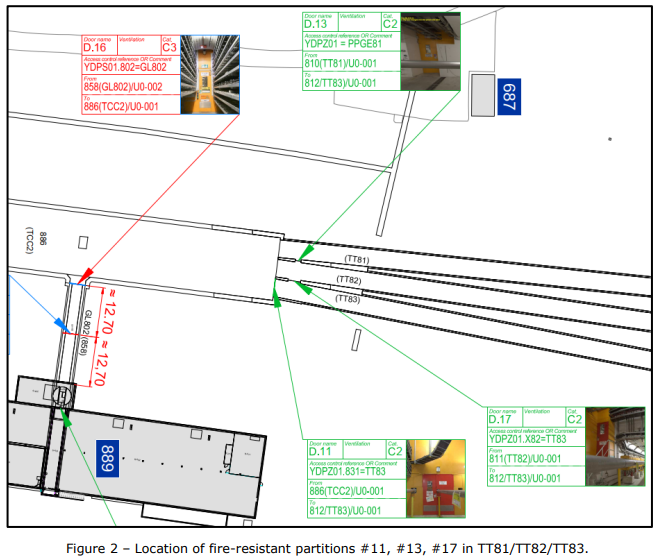 Door name Ventilation Cat.
D.16 C3
Access control reference OR Comment
YDPS01.802=GL802
From
858(GL802)/U0-002
To
886(TCC2)/U0-001
Door name Ventilation Cat.
D.13 C2
Access control reference OR Comment
YDPZ01 = PPGE81
From
810(TT81)/U0-001
To
812/TT83)/U0-001
687
886
(TCC2)
(TT81)
(TT82)
(TT83)
GL802/(858)
≈ 12.70
≈ 12,70
889
Door name Ventilation Cat.
D.11 C2
Access control reference OR Comment
YDPZ01.831=TT83
From
886(TCC2)/U0-001
To
812/TT83)/U0-001
Door name Ventilation Cat.
D.17 C2
Access control reference OR Comment
YDPZ01.X82=TT83
From
811(TT82)/U0-001
To
812/TT83)/U0-001
Figure 2 – Location of fire-resistant partitions #11, #13, #17 in TT81/TT82/TT83.